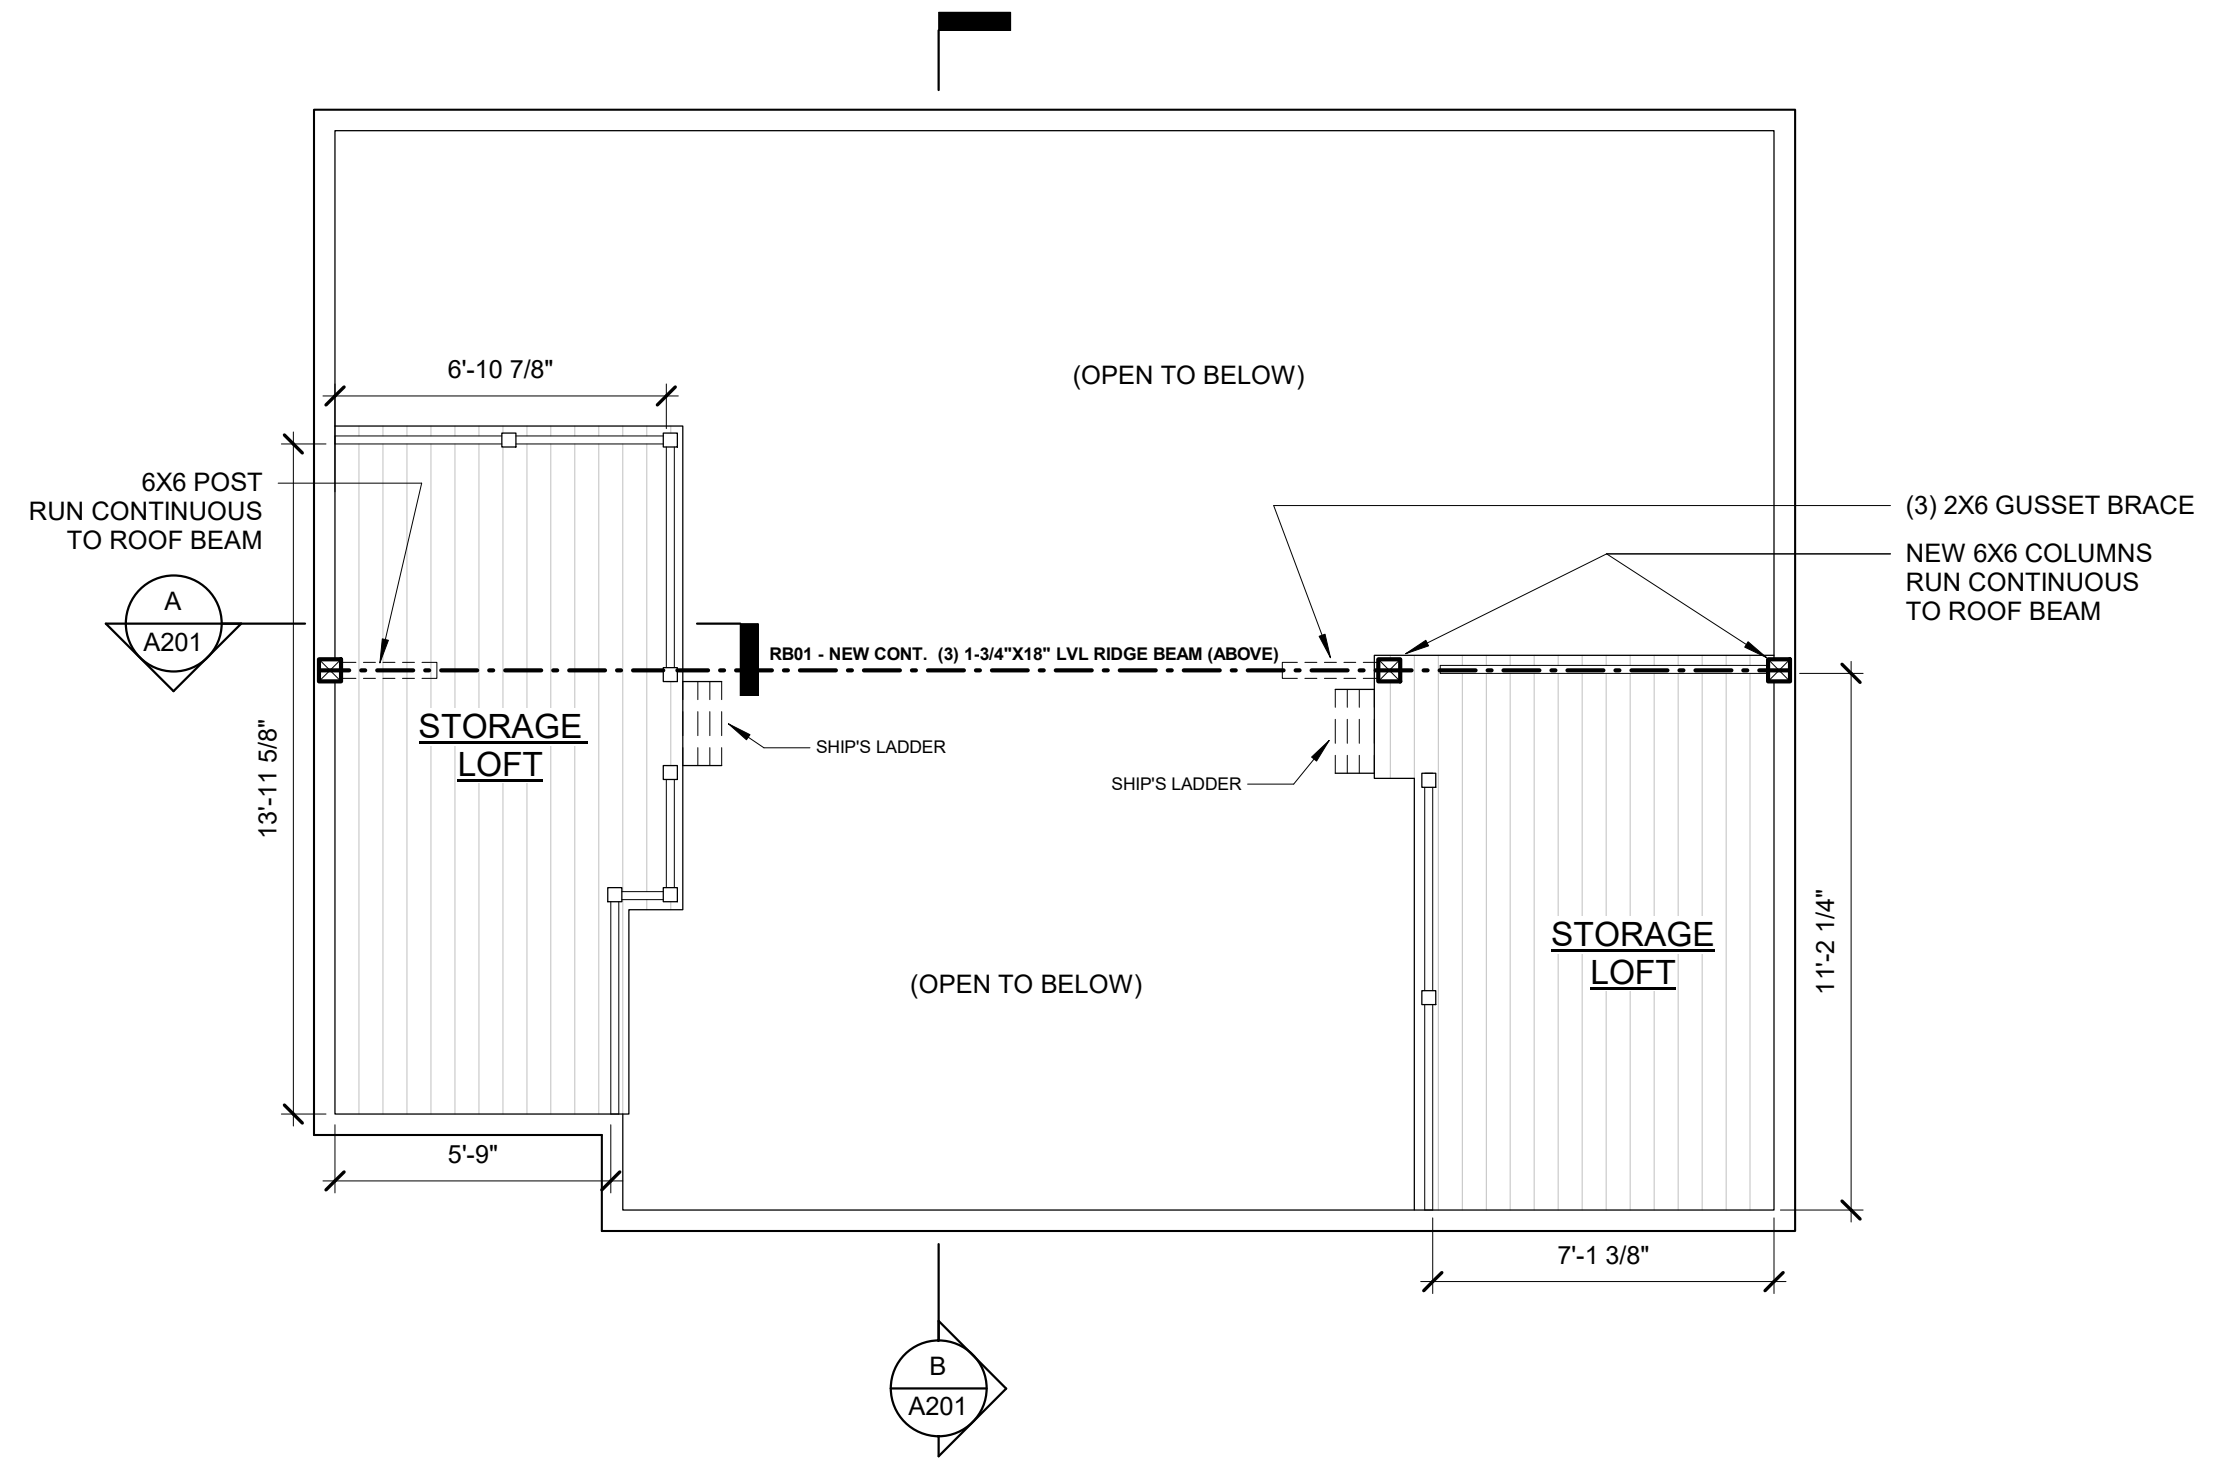 6'-10 7/8"
(OPEN TO BELOW)
6X6 POST
RUN CONTINUOUS
TO ROOF BEAM
(3) 2X6 GUSSET BRACE
NEW 6X6 COLUMNS
RUN CONTINUOUS
TO ROOF BEAM
A
A201
RB01 - NEW CONT. (3) 1-3/4"X18" LVL RIDGE BEAM (ABOVE)
13'-11 5/8"
STORAGE
LOFT
SHIP'S LADDER
SHIP'S LADDER
STORAGE
LOFT
11'-2 1/4"
(OPEN TO BELOW)
5'-9"
7'-1 3/8"
B
A201